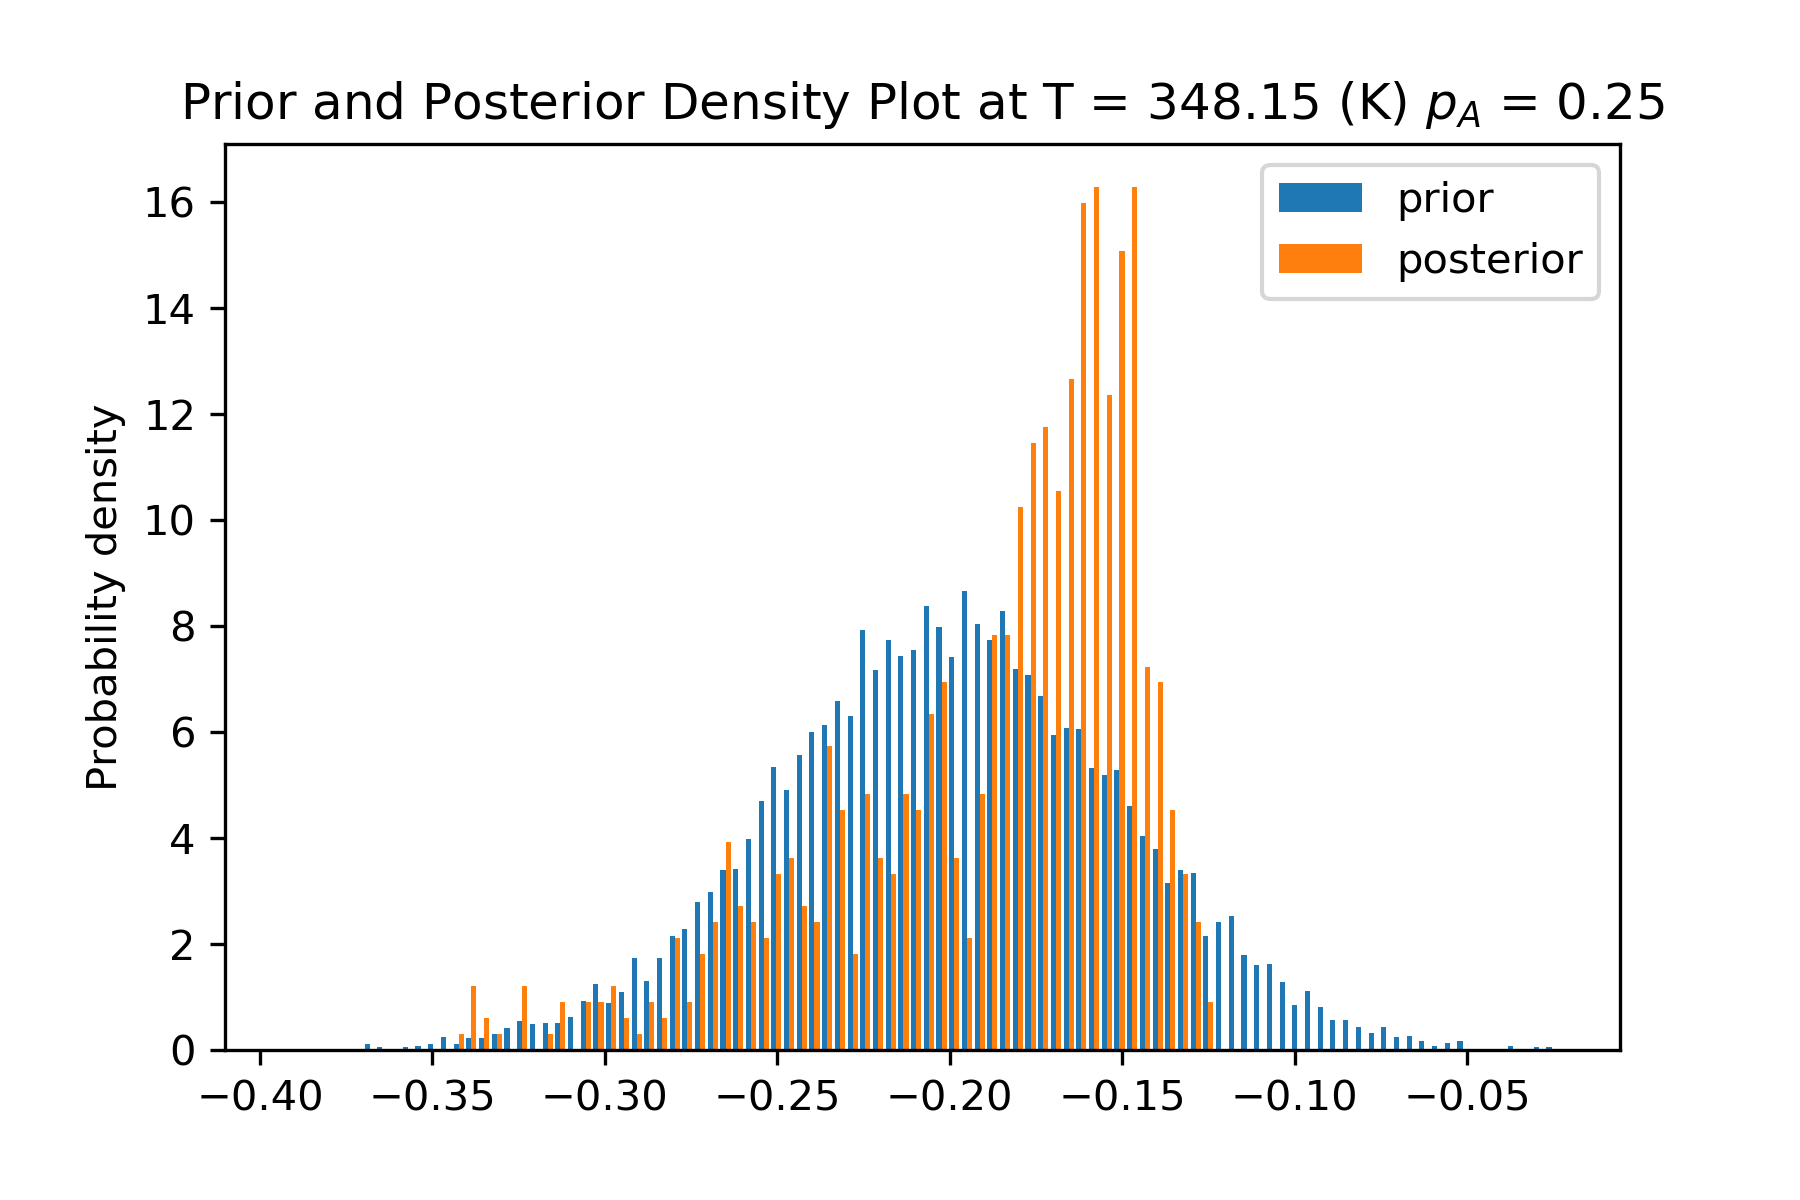 Prior and Posterior Density Plot at T = 348.15 (K) p_A = 0.25
prior
posterior
Probability density
16
14
12
10
8
6
4
2
0
−0.40 −0.35 −0.30 −0.25 −0.20 −0.15 −0.10 −0.05